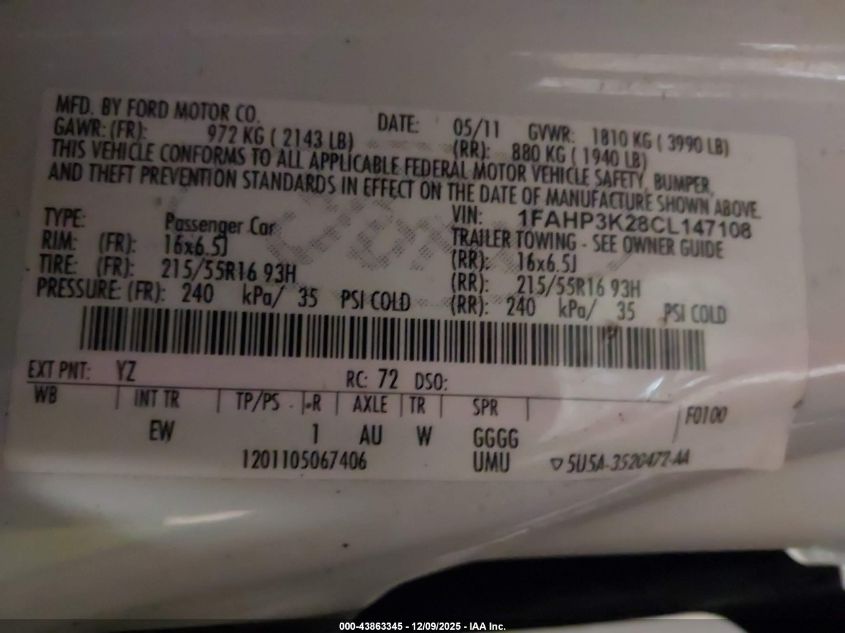 MFD. BY FORD MOTOR CO. DATE: 05/11 GVWR: 1810 KG ( 3990 LB)
GAWR: (FR): 972 KG ( 2143 LB) (RR): 880 KG ( 1940 LB)
THIS VEHICLE CONFORMS TO ALL APPLICABLE FEDERAL MOTOR VEHICLE SAFETY, BUMPER,
AND THEFT PREVENTION STANDARDS IN EFFECT ON THE DATE OF MANUFACTURE SHOWN ABOVE.
VIN: 1FAHP3K28CL147108
TYPE: Passenger Car TRAILER TOWING - SEE OWNER GUIDE
RIM: (FR): 16x6.5J (RR): 16x6.5J
TIRE: (FR): 215/55R16 93H (RR): 215/55R16 93H
PRESSURE: (FR): 240 kPa/ 35 PSI COLD (RR): 240 kPa/ 35 PSI COLD
EXT PNT: YZ RC: 72 DSO:
WB INT TR TP/PS R AXLE TR SPR F0100
EW 1 AU W GGGG
1201105067406 UMU ▽5U5A-3520472-AA
000-43863345 - 12/09/2025 - IAA Inc.